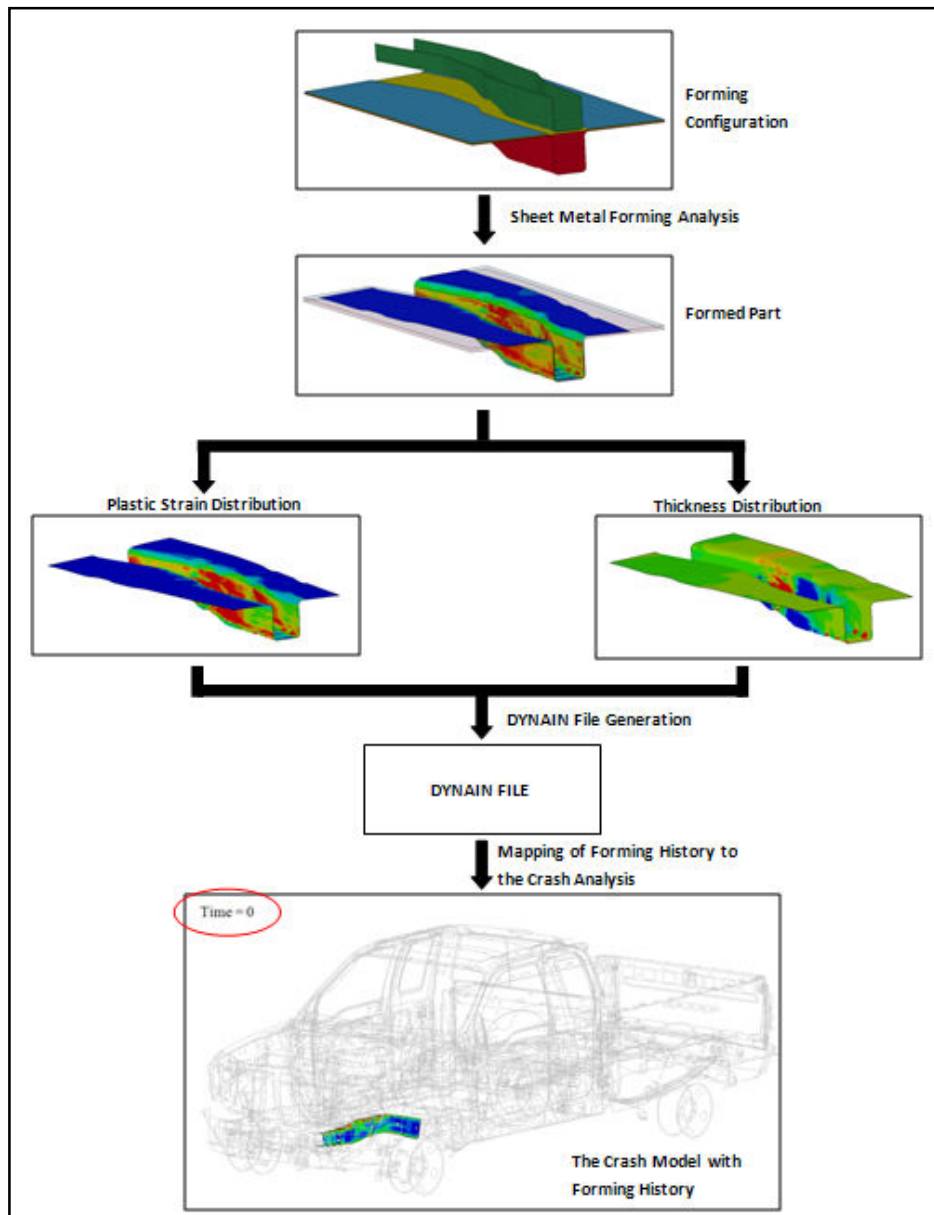 Forming
Configuration
Sheet Metal Forming Analysis
Formed Part
Plastic Strain Distribution
Thickness Distribution
DYNAIN File Generation
DYNAIN FILE
Mapping of Forming History to
the Crash Analysis
Time = 0
The Crash Model with
Forming History